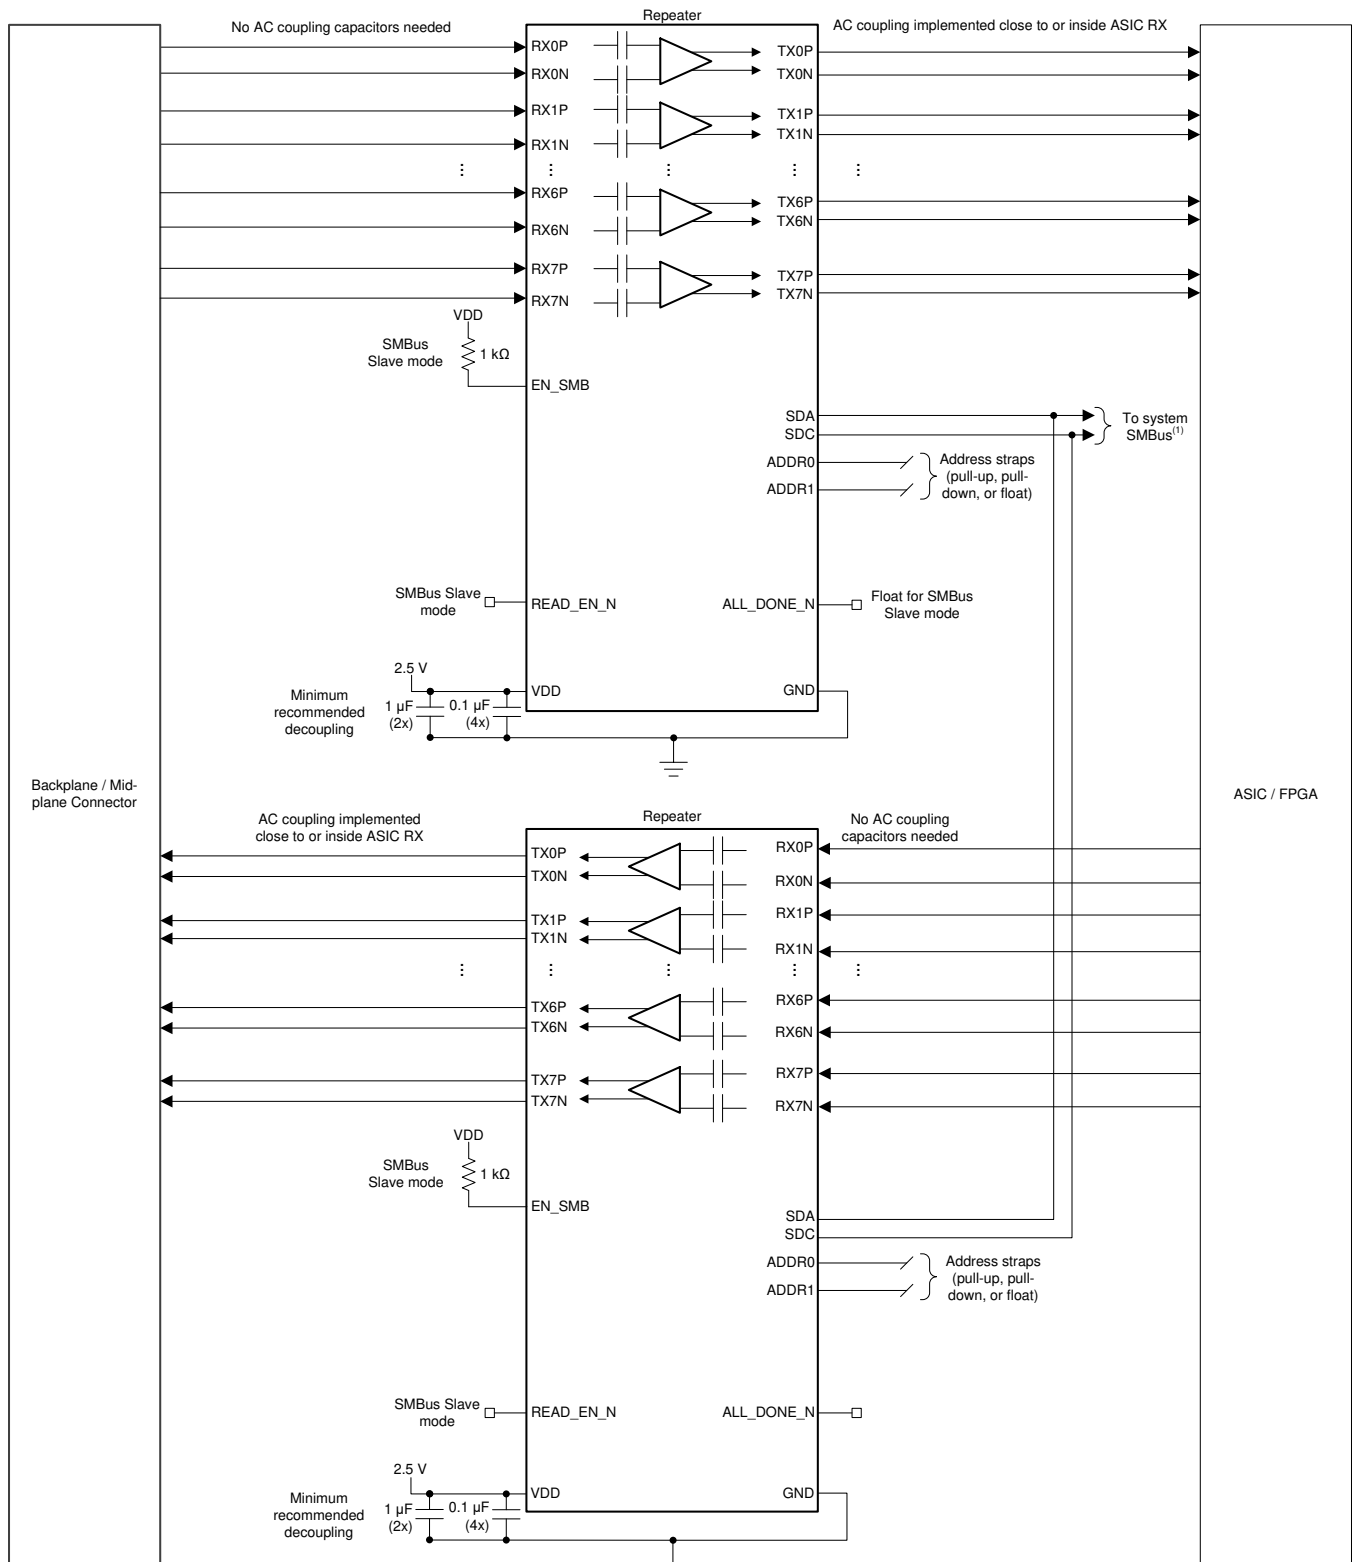 Repeater
No AC coupling capacitors needed
AC coupling implemented close to or inside ASIC RX
RX0P
TX0P
RX0N
TX0N
RX1P
TX1P
RX1N
TX1N
RX6P
TX6P
RX6N
TX6N
RX7P
TX7P
RX7N
TX7N
VDD
SMBus
Slave mode
1 kΩ
EN_SMB
SDA
SDC
To system
SMBus(1)
ADDR0
ADDR1
Address straps
(pull-up, pull-
down, or float)
SMBus Slave
mode
READ_EN_N
ALL_DONE_N
Float for SMBus
Slave mode
2.5 V
VDD
GND
Minimum
recommended
decoupling
1 µF
(2x)
0.1 µF
(4x)
Backplane / Mid-
plane Connector
ASIC / FPGA
Repeater
AC coupling implemented
close to or inside ASIC RX
No AC coupling
capacitors needed
TX0P
RX0P
TX0N
RX0N
TX1P
RX1P
TX1N
RX1N
TX6P
RX6P
TX6N
RX6N
TX7P
RX7P
TX7N
RX7N
VDD
SMBus
Slave mode
1 kΩ
EN_SMB
SDA
SDC
ADDR0
ADDR1
Address straps
(pull-up, pull-
down, or float)
SMBus Slave
mode
READ_EN_N
ALL_DONE_N
2.5 V
VDD
GND
Minimum
recommended
decoupling
1 µF
(2x)
0.1 µF
(4x)